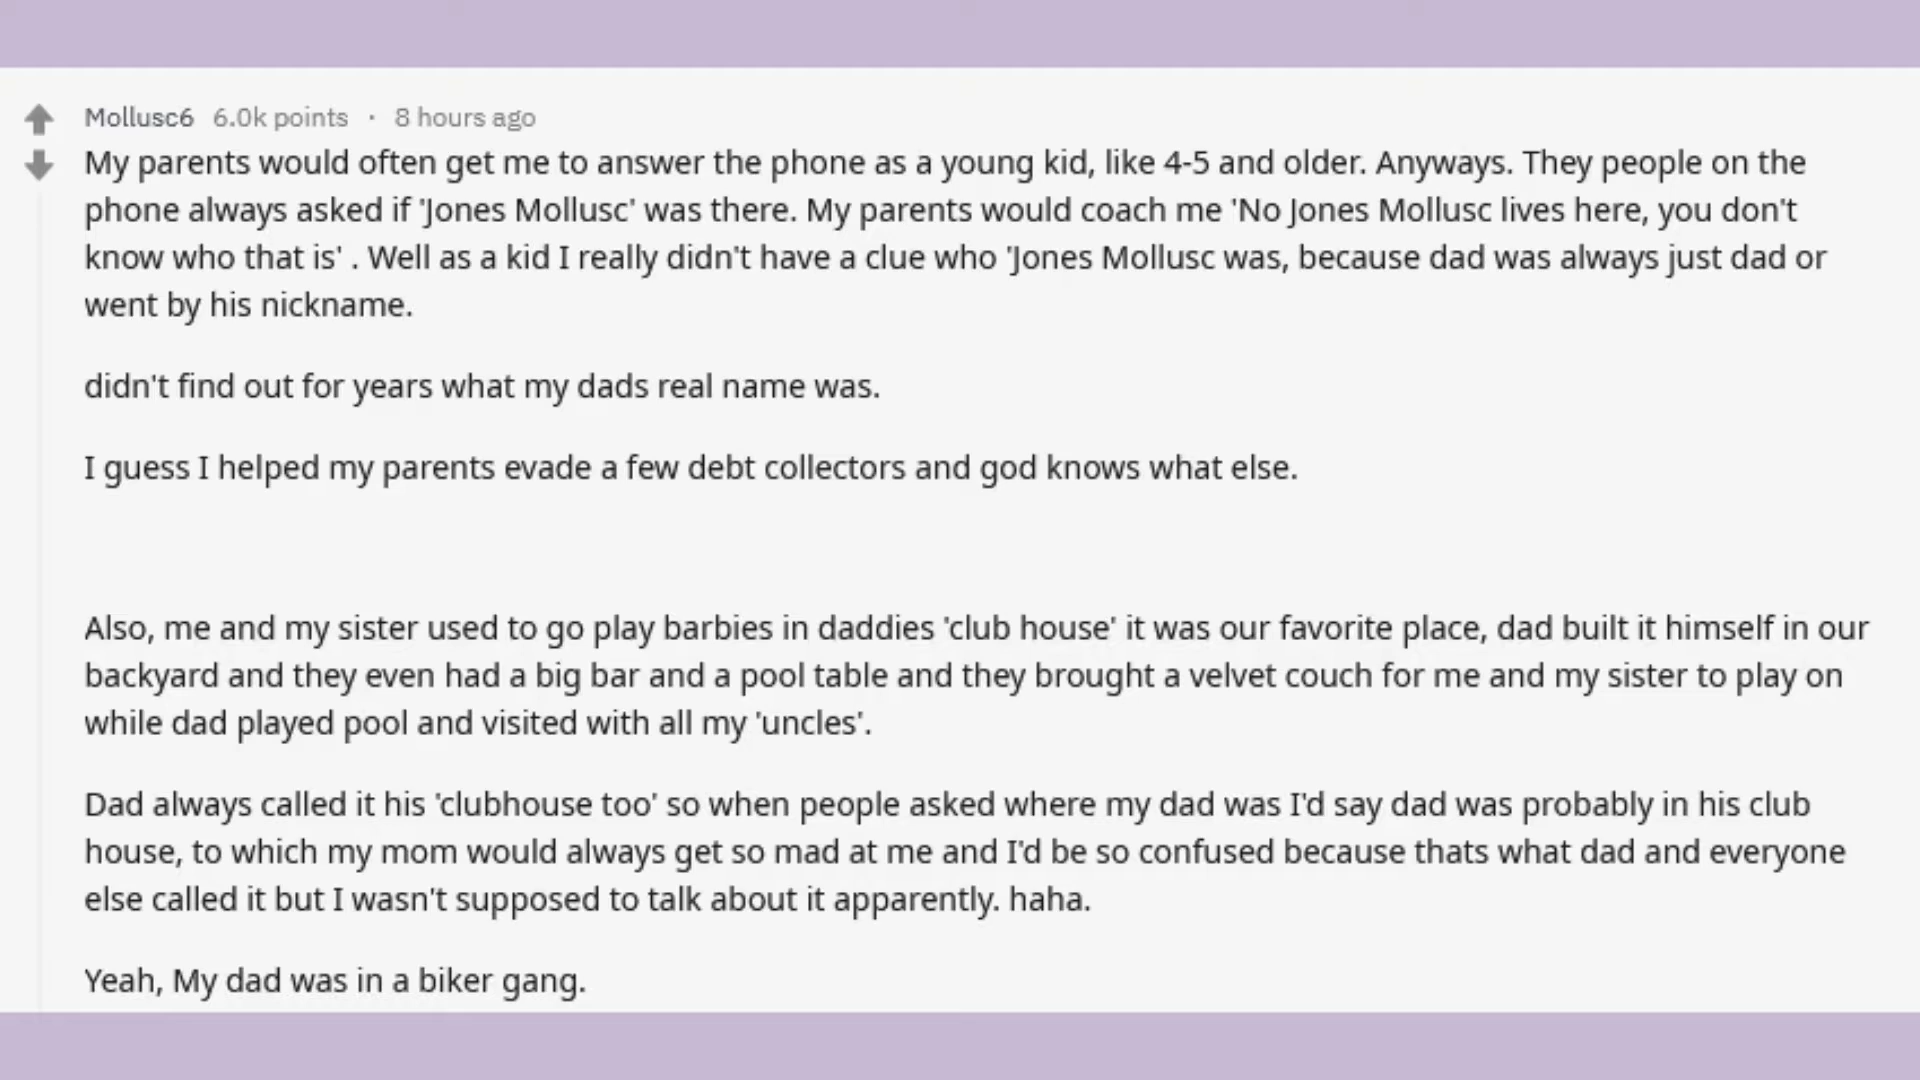 Mollusc6 6.0k points · 8 hours ago
My parents would often get me to answer the phone as a young kid, like 4-5 and older. Anyways. They people on the
phone always asked if 'Jones Mollusc' was there. My parents would coach me 'No Jones Mollusc lives here, you don't
know who that is' . Well as a kid I really didn't have a clue who 'Jones Mollusc was, because dad was always just dad or
went by his nickname.
didn't find out for years what my dads real name was.
I guess I helped my parents evade a few debt collectors and god knows what else.
Also, me and my sister used to go play barbies in daddies 'club house' it was our favorite place, dad built it himself in our
backyard and they even had a big bar and a pool table and they brought a velvet couch for me and my sister to play on
while dad played pool and visited with all my 'uncles'.
Dad always called it his 'clubhouse too' so when people asked where my dad was I'd say dad was probably in his club
house, to which my mom would always get so mad at me and I'd be so confused because thats what dad and everyone
else called it but I wasn't supposed to talk about it apparently. haha.
Yeah, My dad was in a biker gang.